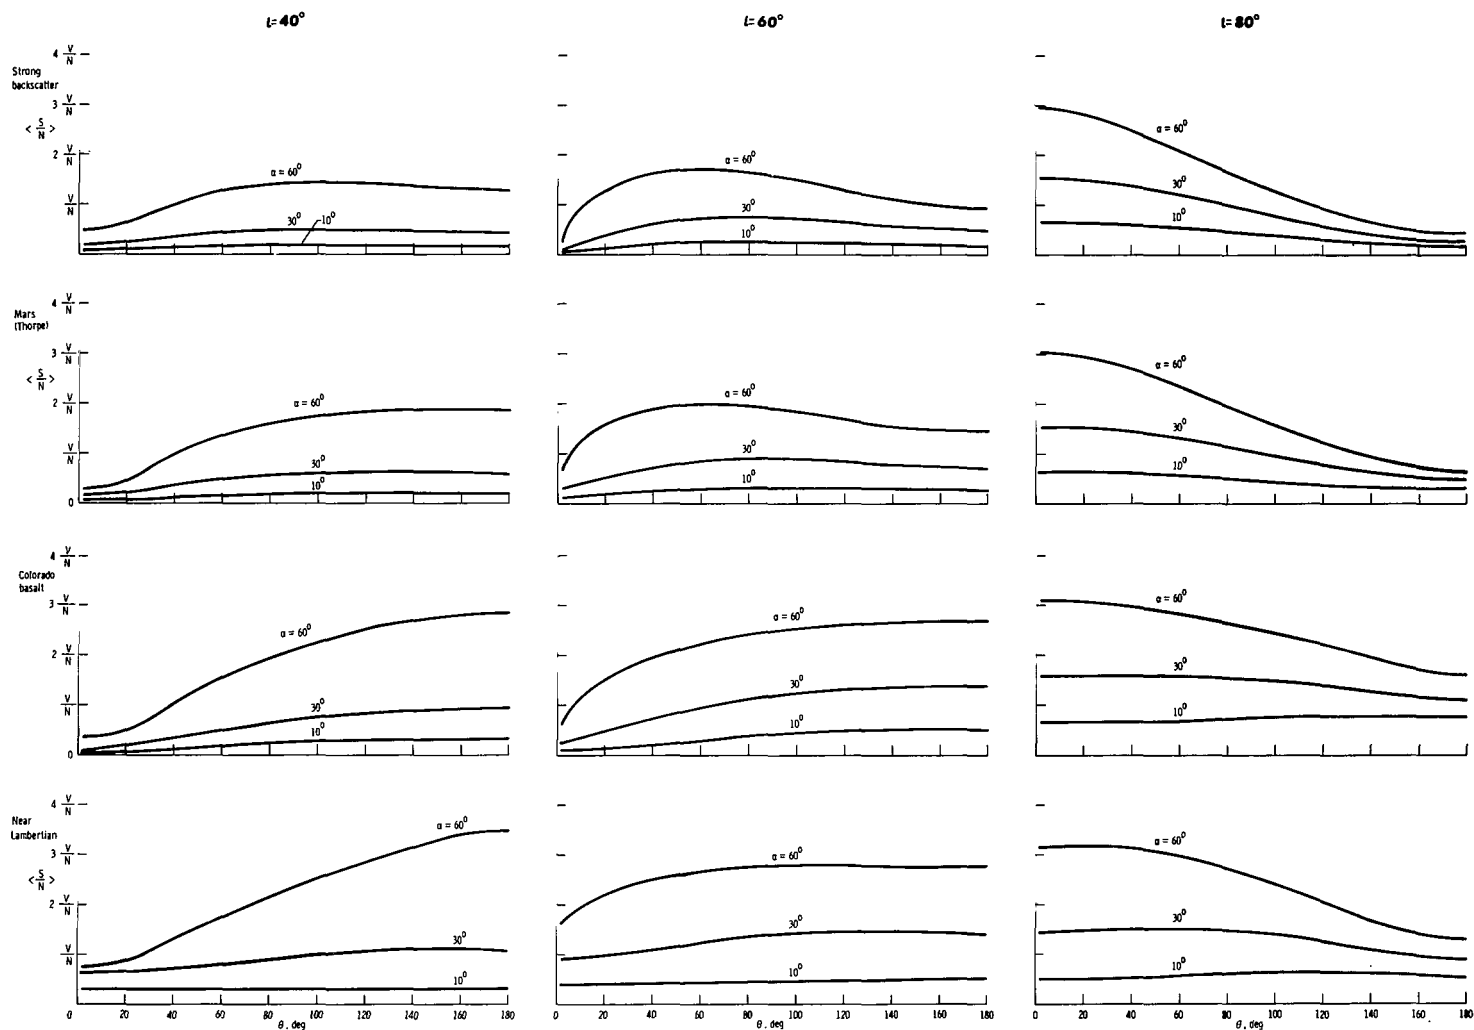 ι=40° ι=60° ι=80°
Strong backscatter
4 V/N
3 V/N
< S/N >
2 V/N
V/N
α = 60°
30°
10°
α = 60°
30°
10°
α = 60°
30°
10°
Mars (Thorpe)
4 V/N
3 V/N
< S/N >
2 V/N
V/N
0
α = 60°
30°
10°
α = 60°
30°
10°
α = 60°
30°
10°
Colorado basalt
4 V/N
3 V/N
2 V/N
V/N
0
α = 60°
30°
10°
α = 60°
30°
10°
α = 60°
30°
10°
Near Lambertian
4 V/N
3 V/N
< S/N >
2 V/N
V/N
α = 60°
30°
10°
α = 60°
30°
10°
α = 60°
30°
10°
20 40 60 80 100 120 140 160 180
θ, deg
20 40 60 80 100 120 140 160 180
θ, deg
0 20 40 60 80 100 120 140 160 180
θ, deg